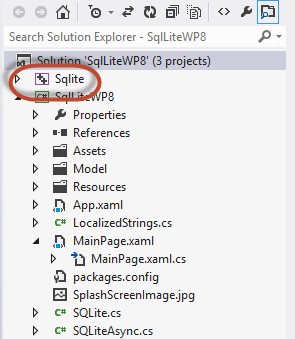 Search Solution Explorer - SqlLiteWP8
Solution 'SqlLiteWP8' (3 projects)
Sqlite
SqlLiteWP8
Properties
References
Assets
Model
Resources
App.xaml
LocalizedStrings.cs
MainPage.xaml
MainPage.xaml.cs
packages.config
SplashScreenImage.jpg
SQLite.cs
SQLiteAsync.cs